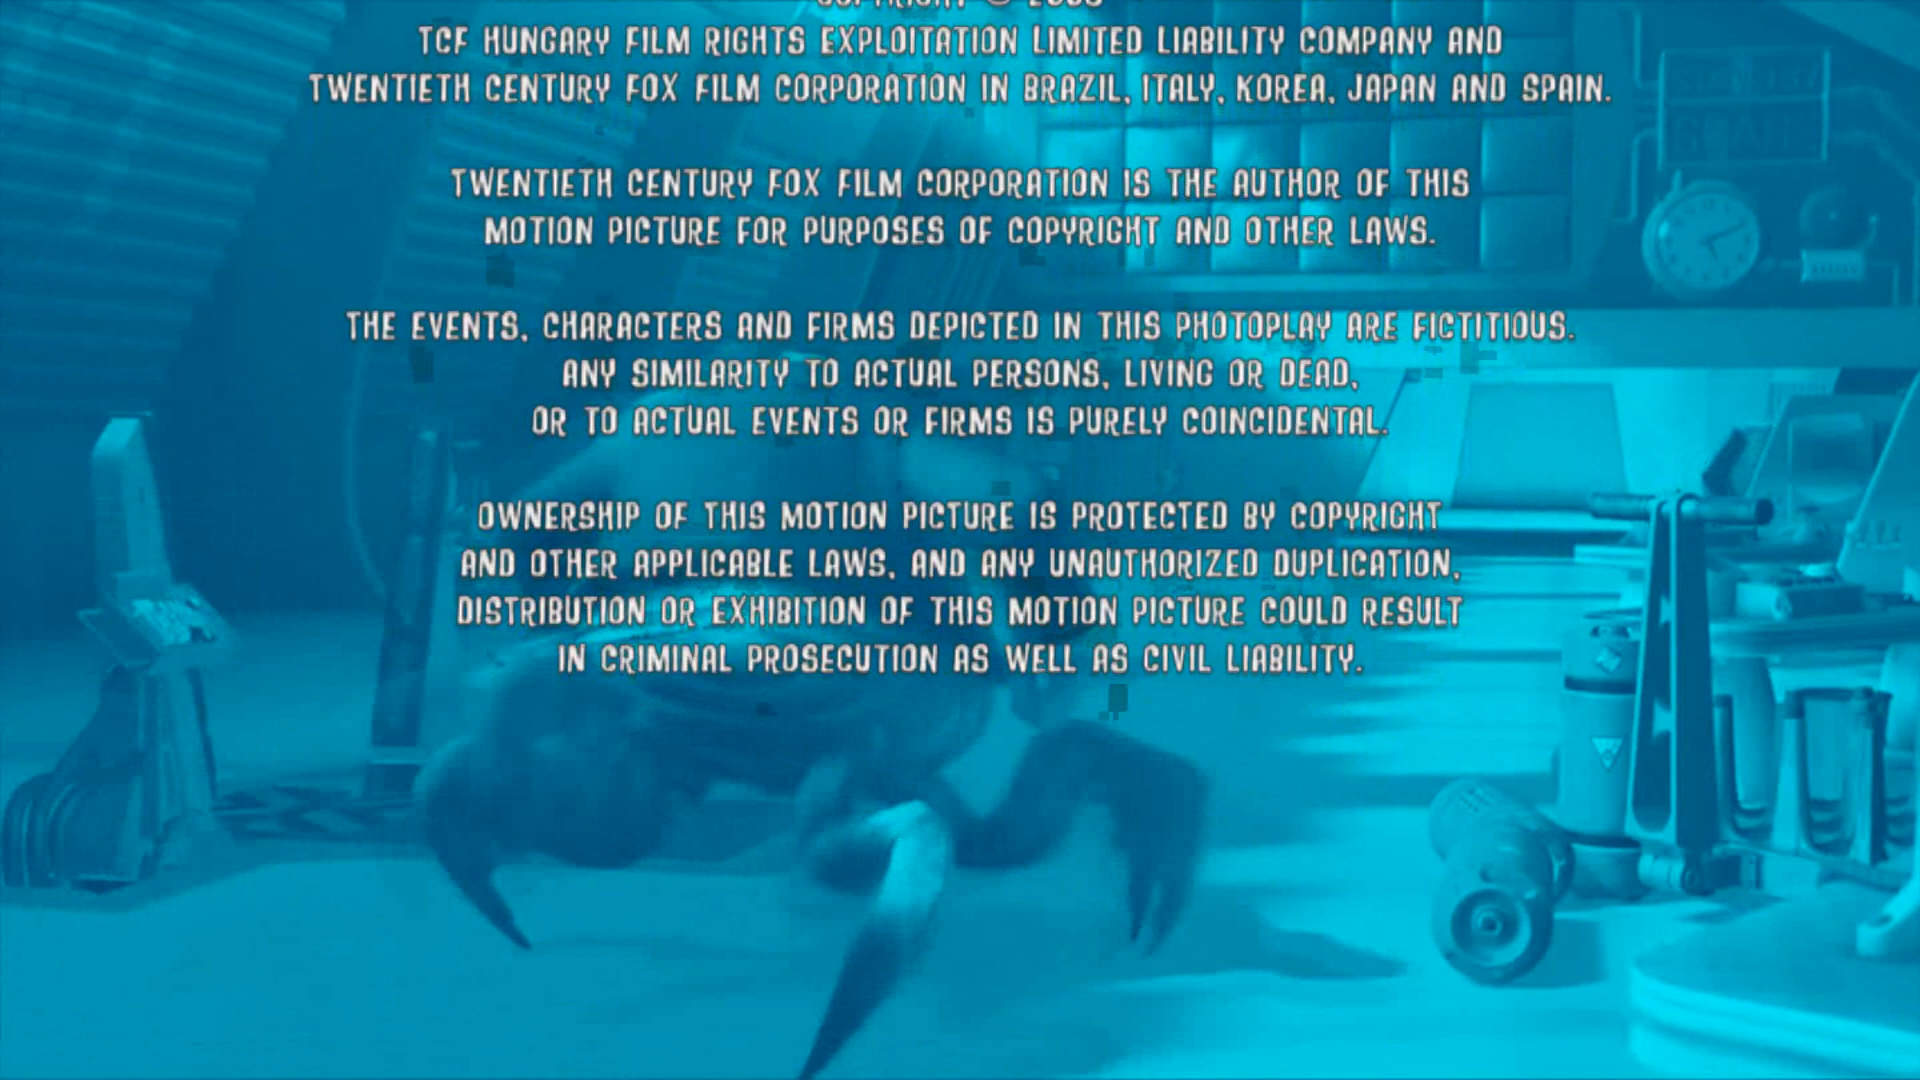 TCF HUNGARY FILM RIGHTS EXPLOITATION LIMITED LIABILITY COMPANY AND
TWENTIETH CENTURY FOX FILM CORPORATION IN BRAZIL, ITALY, KOREA, JAPAN AND SPAIN.
TWENTIETH CENTURY FOX FILM CORPORATION IS THE AUTHOR OF THIS
MOTION PICTURE FOR PURPOSES OF COPYRIGHT AND OTHER LAWS.
THE EVENTS, CHARACTERS AND FIRMS DEPICTED IN THIS PHOTOPLAY ARE FICTITIOUS.
ANY SIMILARITY TO ACTUAL PERSONS, LIVING OR DEAD,
OR TO ACTUAL EVENTS OR FIRMS IS PURELY COINCIDENTAL.
OWNERSHIP OF THIS MOTION PICTURE IS PROTECTED BY COPYRIGHT
AND OTHER APPLICABLE LAWS, AND ANY UNAUTHORIZED DUPLICATION,
DISTRIBUTION OR EXHIBITION OF THIS MOTION PICTURE COULD RESULT
IN CRIMINAL PROSECUTION AS WELL AS CIVIL LIABILITY.